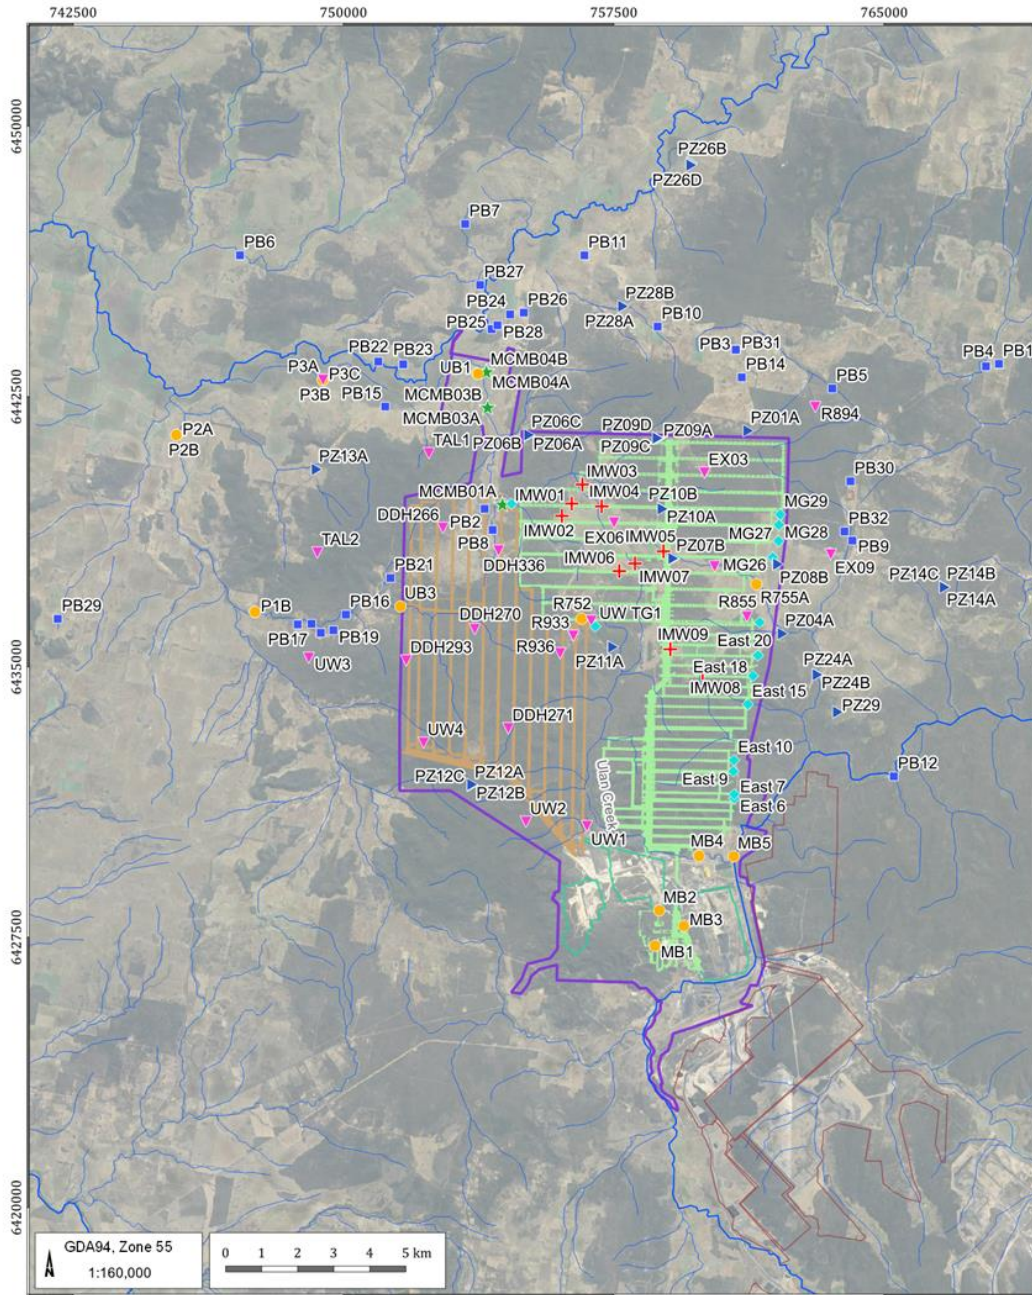 742500
750000
757500
765000
6450000
6442500
6435000
6427500
6420000
PZ26B
PZ26D
PB7
PB6
PB11
PB27
PB24
PB26
PZ28B
PB25
PB28
PZ28A
PB10
PB3
PB31
PB22
PB23
MCMB04B
PB14
PB4
PB1
P3A
P3C
UB1
MCMB04A
P3B
PB15
MCMB03B
PB5
MCMB03A
R894
P2A
PZ06C
PZ09D
PZ09A
PZ01A
P2B
TAL1
PZ06B
PZ06A
PZ09C
PZ13A
IMW03
EX03
PB30
MCMB01A
IMW01
IMW04
PZ10B
MG29
DDH266
PB2
PZ10A
PB32
IMW02
EX06
IMW05
MG27
MG28
PB8
PB9
TAL2
IMW06
PZ07B
DDH336
MG26
PZ08B
EX09
PZ14C
PZ14B
PB21
IMW07
PZ14A
PB29
P1B
PB16
UB3
R752
UW TG1
R755A
R855
PB17
PB19
DDH270
R933
PZ04A
IMW09
East 20
UW3
DDH293
R936
PZ11A
East 18
PZ24A
IMW08
East 15
PZ24B
PZ29
UW4
DDH271
East 10
PB12
PZ12C
PZ12A
East 9
East 7
PZ12B
Ulan Creek
East 6
UW2
UW1
MB4
MB5
MB2
MB3
MB1
GDA94, Zone 55
1:160,000
0 1 2 3 4 5 km